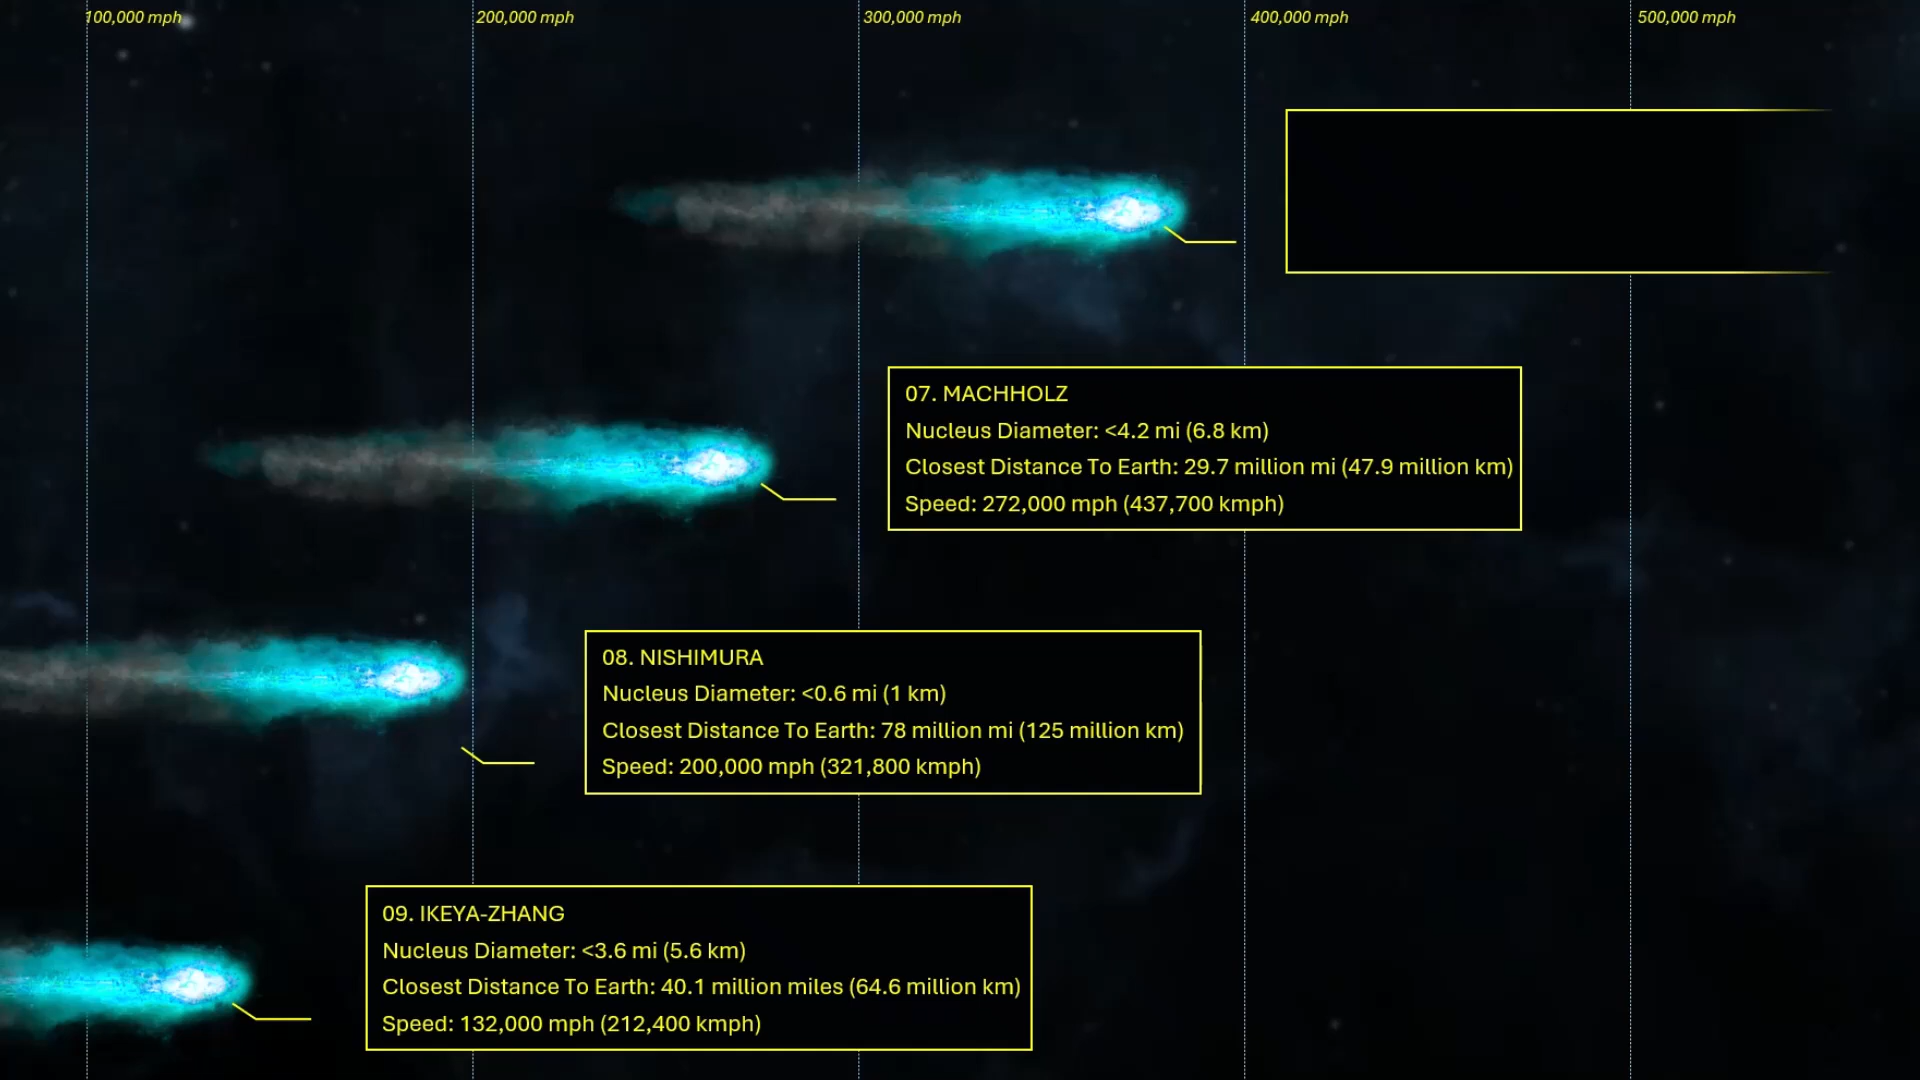 100,000 mph
200,000 mph
300,000 mph
400,000 mph
500,000 mph
07. MACHHOLZ
Nucleus Diameter: <4.2 mi (6.8 km)
Closest Distance To Earth: 29.7 million mi (47.9 million km)
Speed: 272,000 mph (437,700 kmph)
08. NISHIMURA
Nucleus Diameter: <0.6 mi (1 km)
Closest Distance To Earth: 78 million mi (125 million km)
Speed: 200,000 mph (321,800 kmph)
09. IKEYA-ZHANG
Nucleus Diameter: <3.6 mi (5.6 km)
Closest Distance To Earth: 40.1 million miles (64.6 million km)
Speed: 132,000 mph (212,400 kmph)